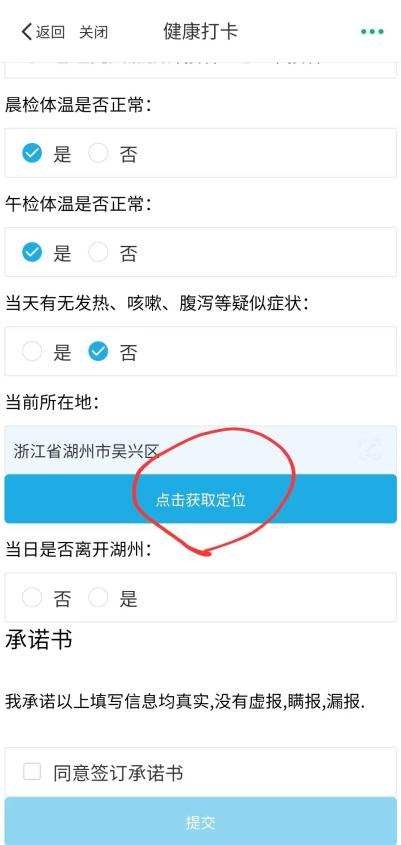 返回 关闭 健康打卡
晨检体温是否正常：
是 否
午检体温是否正常：
是 否
当天有无发热、咳嗽、腹泻等疑似症状：
是 否
当前所在地：
浙江省湖州市吴兴区
点击获取定位
当日是否离开湖州：
否 是
承诺书
我承诺以上填写信息均真实,没有虚报,瞒报,漏报.
同意签订承诺书
提交